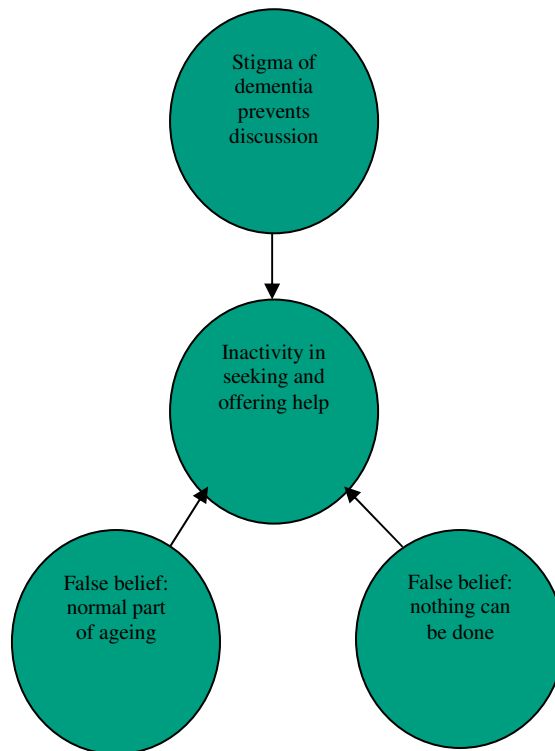 Stigma of
dementia
prevents
discussion
Inactivity in
seeking and
offering help
False belief:
normal part
of ageing
False belief:
nothing can
be done